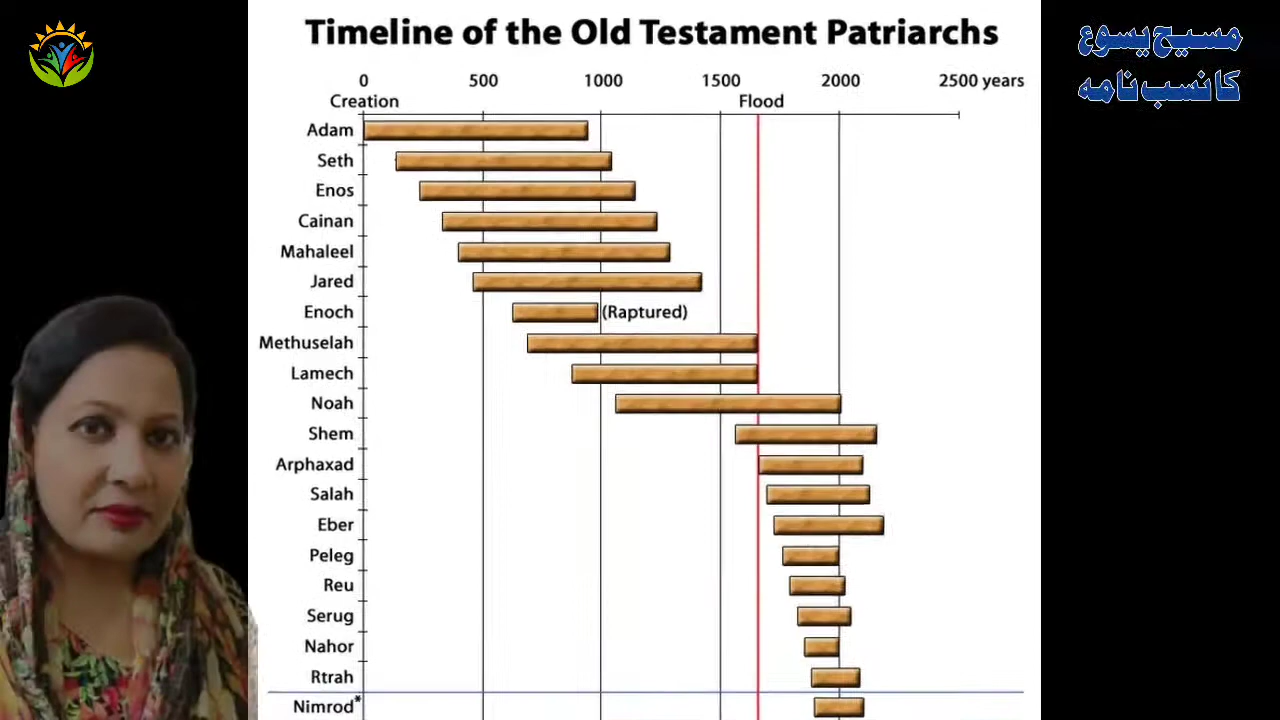 Timeline of the Old Testament Patriarchs
مسیح یسوع
کا نسب نامہ
0 500 1000 1500 2000 2500 years
Creation Flood
Adam
Seth
Enos
Cainan
Mahaleel
Jared
Enoch (Raptured)
Methuselah
Lamech
Noah
Shem
Arphaxad
Salah
Eber
Peleg
Reu
Serug
Nahor
Rtrah
Nimrod*